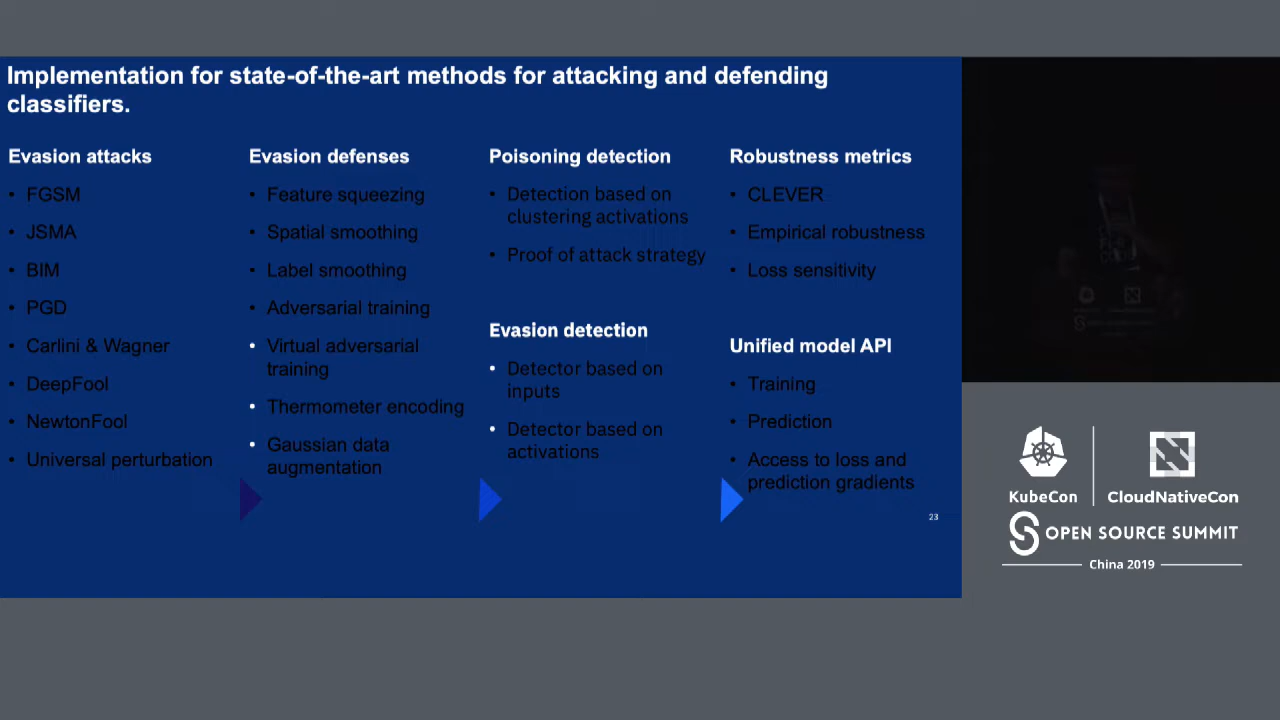 Implementation for state-of-the-art methods for attacking and defending
classifiers.
Evasion attacks
• FGSM
• JSMA
• BIM
• PGD
• Carlini & Wagner
• DeepFool
• NewtonFool
• Universal perturbation
Evasion defenses
• Feature squeezing
• Spatial smoothing
• Label smoothing
• Adversarial training
• Virtual adversarial
training
• Thermometer encoding
• Gaussian data
augmentation
Poisoning detection
• Detection based on
clustering activations
• Proof of attack strategy
Evasion detection
• Detector based on
inputs
• Detector based on
activations
Robustness metrics
• CLEVER
• Empirical robustness
• Loss sensitivity
Unified model API
• Training
• Prediction
• Access to loss and
prediction gradients
23
KubeCon
CloudNativeCon
OPEN SOURCE SUMMIT
China 2019